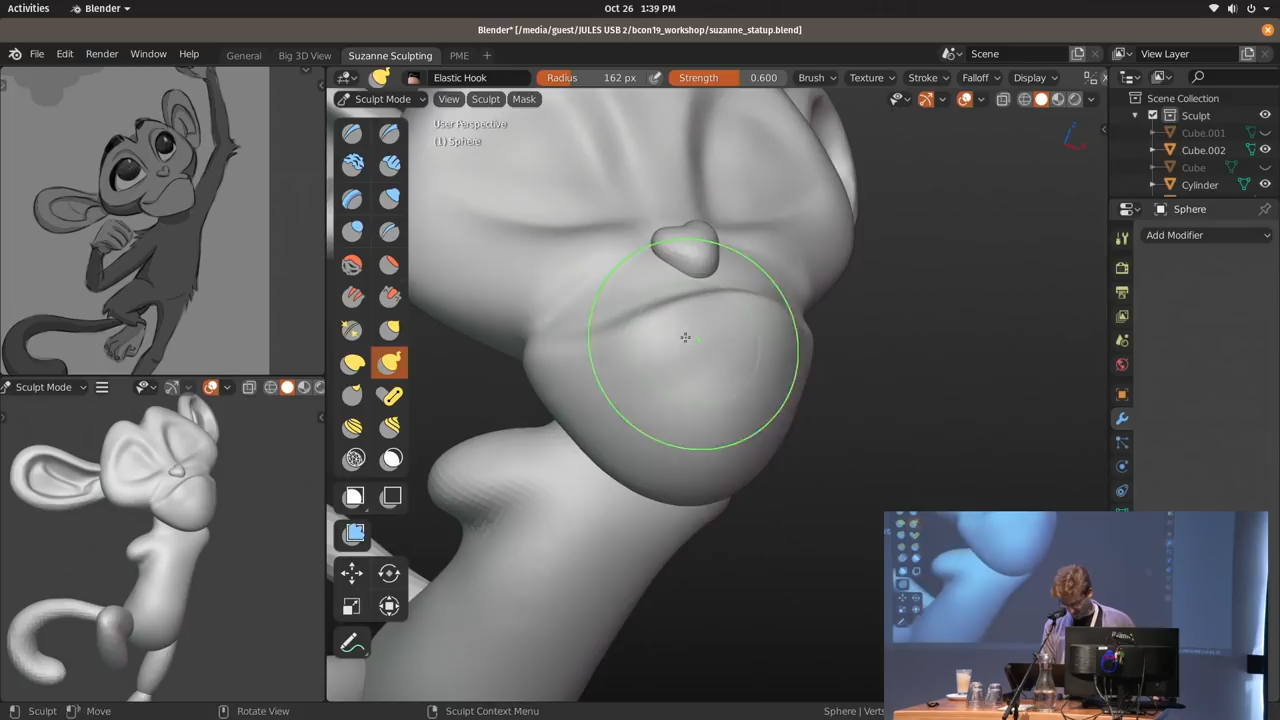 Activities
Blender
Oct 26 1:39 PM
Blender* [/media/guest/JULES USB 2/bcon19_workshop/suzanne_statup.blend]
File Edit Render Window Help
General Big 3D View Suzanne Sculpting PME +
Scene
View Layer
Elastic Hook
Radius 162 px
Strength 0.600
Brush Texture Stroke Falloff Display
Sculpt Mode
View Sculpt Mask
User Perspective
(1) Sphere
Scene Collection
Sculpt
Cube.001
Cube.002
Cube
Cylinder
Sphere
Add Modifier
Sculpt Mode
Sculpt Move Rotate View Sculpt Context Menu
Sphere | Verts